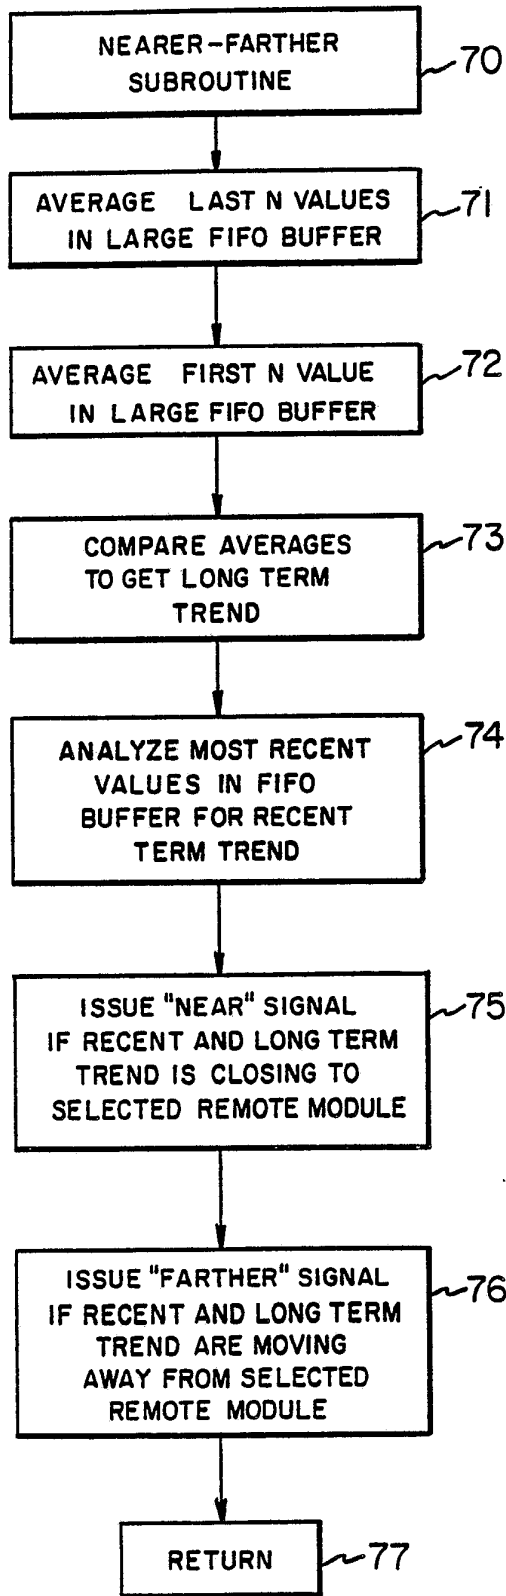 NEARER-FARTHER
SUBROUTINE
70
AVERAGE LAST N VALUES
IN LARGE FIFO BUFFER
71
AVERAGE FIRST N VALUE
IN LARGE FIFO BUFFER
72
COMPARE AVERAGES
TO GET LONG TERM
TREND
73
ANALYZE MOST RECENT
VALUES IN FIFO
BUFFER FOR RECENT
TERM TREND
74
ISSUE "NEAR" SIGNAL
IF RECENT AND LONG TERM
TREND IS CLOSING TO
SELECTED REMOTE MODULE
75
ISSUE "FARTHER" SIGNAL
IF RECENT AND LONG TERM
TREND ARE MOVING
AWAY FROM SELECTED
REMOTE MODULE
76
RETURN
77